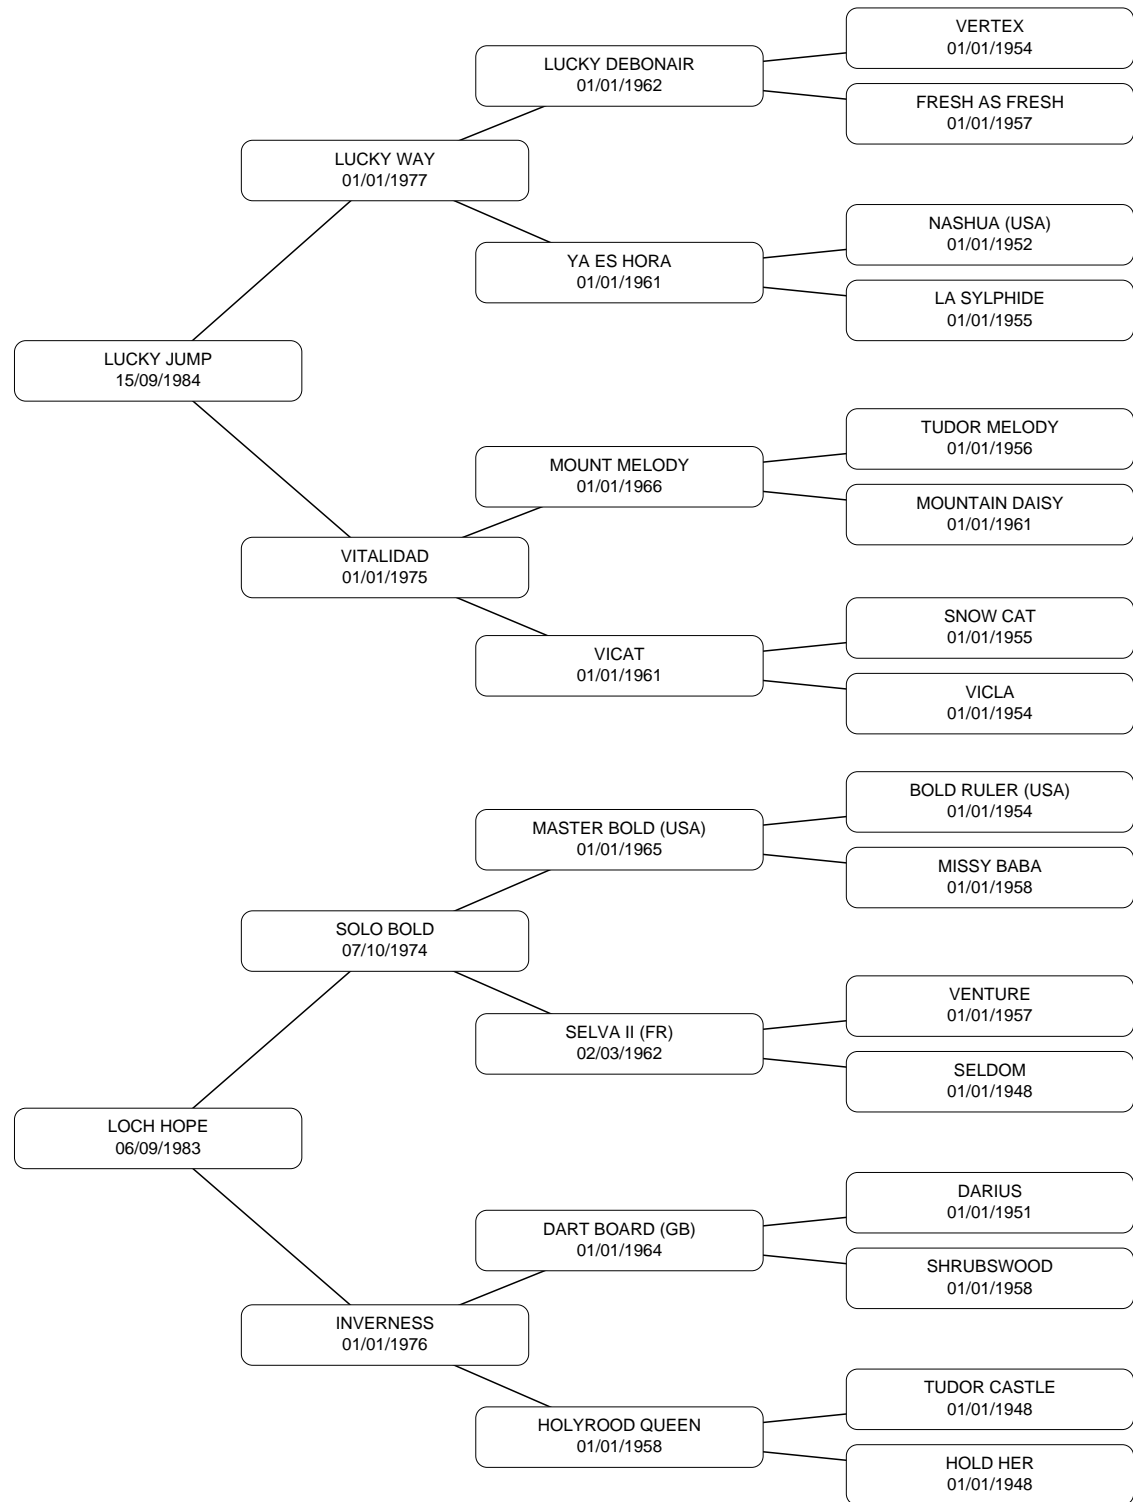 VERTEX
01/01/1954
LUCKY DEBONAIR
01/01/1962
FRESH AS FRESH
01/01/1957
LUCKY WAY
01/01/1977
NASHUA (USA)
01/01/1952
YA ES HORA
01/01/1961
LA SYLPHIDE
01/01/1955
LUCKY JUMP
15/09/1984
TUDOR MELODY
01/01/1956
MOUNT MELODY
01/01/1966
MOUNTAIN DAISY
01/01/1961
VITALIDAD
01/01/1975
SNOW CAT
01/01/1955
VICAT
01/01/1961
VICLA
01/01/1954
BOLD RULER (USA)
01/01/1954
MASTER BOLD (USA)
01/01/1965
MISSY BABA
01/01/1958
SOLO BOLD
07/10/1974
VENTURE
01/01/1957
SELVA II (FR)
02/03/1962
SELDOM
01/01/1948
LOCH HOPE
06/09/1983
DARIUS
01/01/1951
DART BOARD (GB)
01/01/1964
SHRUBSWOOD
01/01/1958
INVERNESS
01/01/1976
TUDOR CASTLE
01/01/1948
HOLYROOD QUEEN
01/01/1958
HOLD HER
01/01/1948